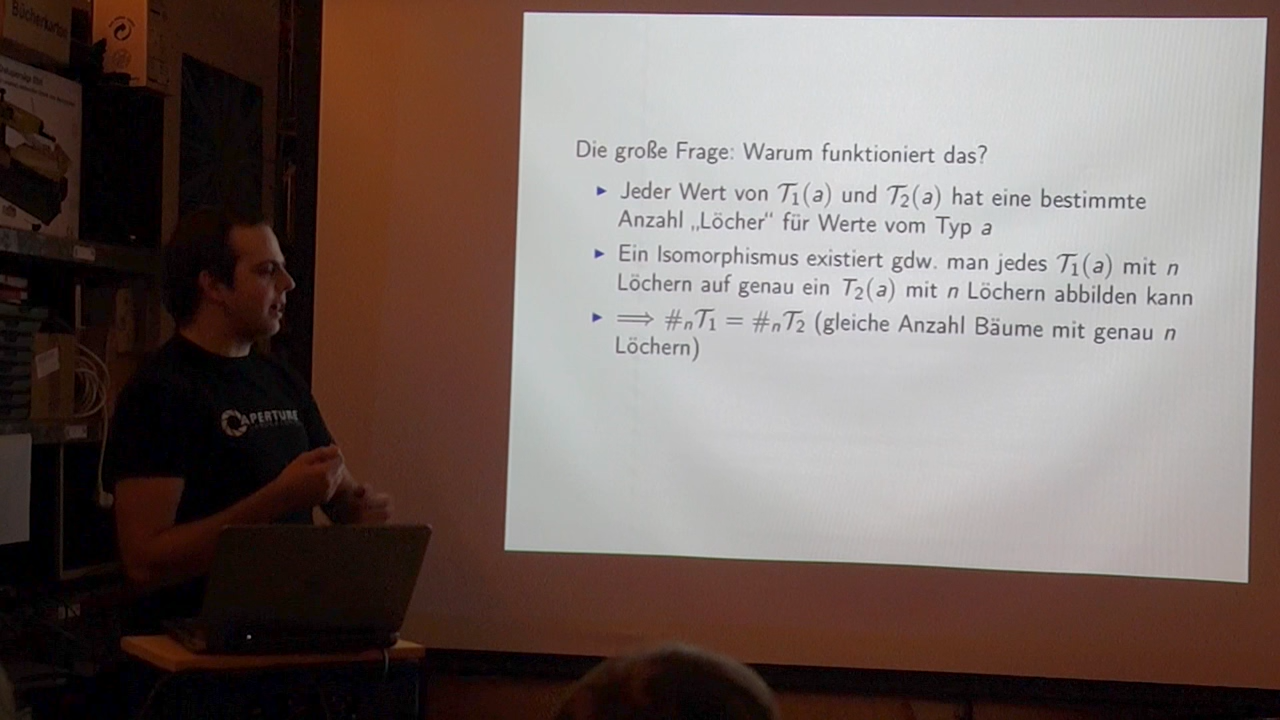 Bücherkarton
Die große Frage: Warum funktioniert das?
▶ Jeder Wert von 𝒯₁(a) und 𝒯₂(a) hat eine bestimmte
Anzahl „Löcher“ für Werte vom Typ a
▶ Ein Isomorphismus existiert gdw. man jedes 𝒯₁(a) mit n
Löchern auf genau ein 𝒯₂(a) mit n Löchern abbilden kann
▶ ⟹ #ₙ𝒯₁ = #ₙ𝒯₂ (gleiche Anzahl Bäume mit genau n
Löchern)
APERTURE